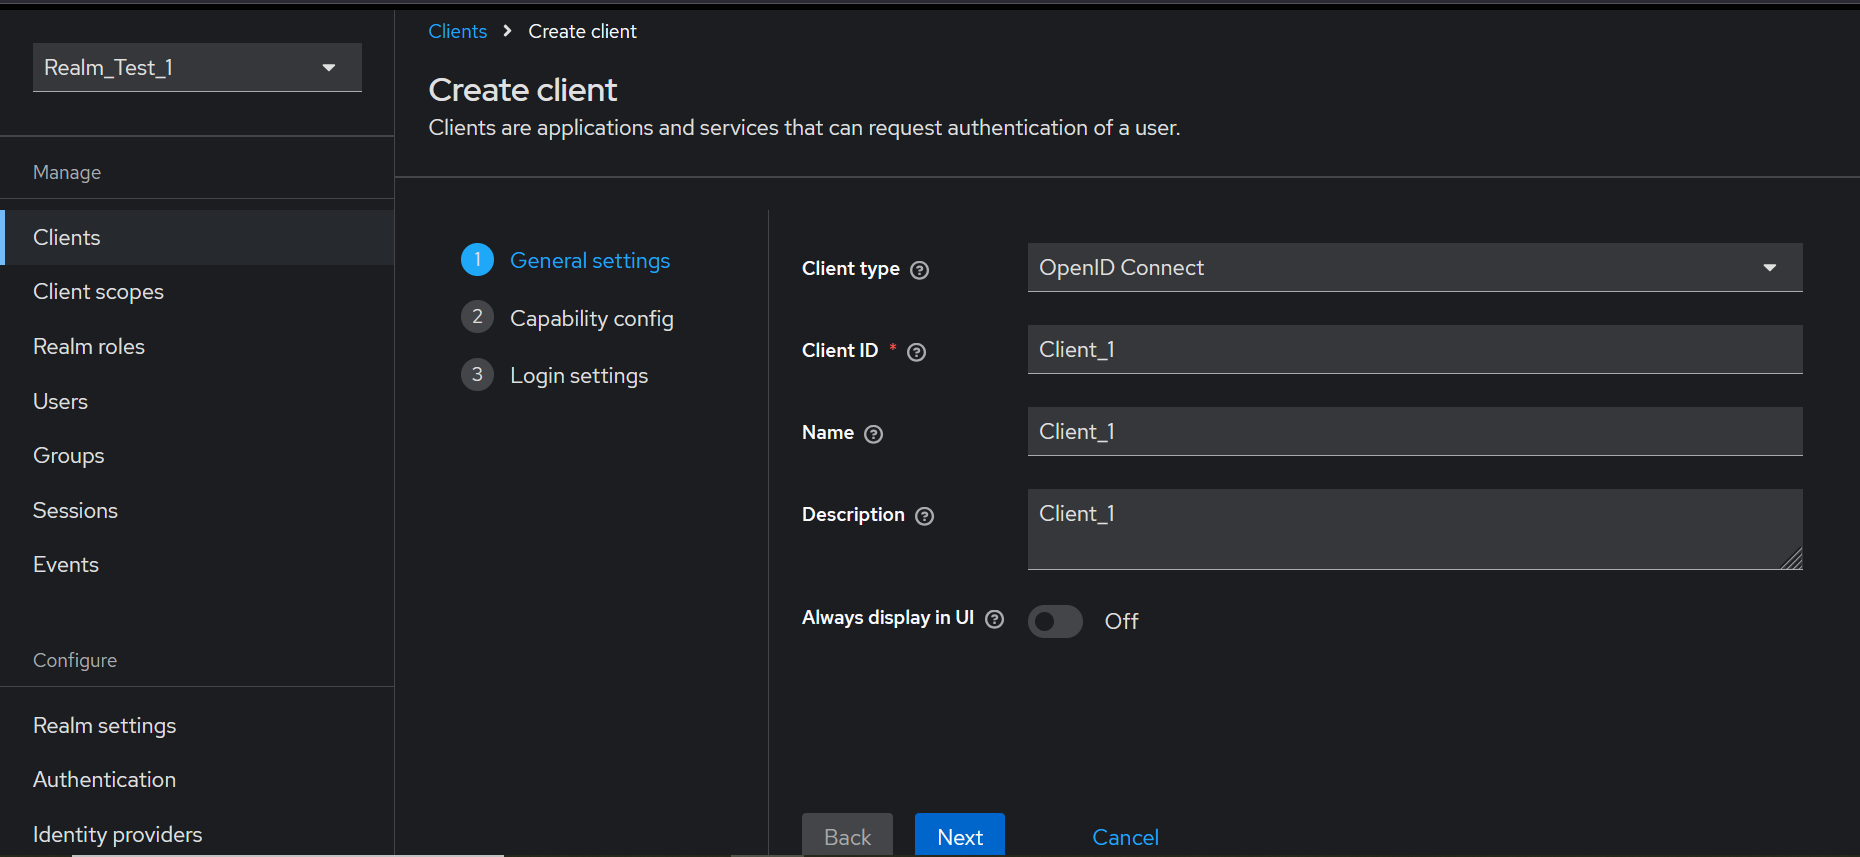 Realm_Test_1
Manage
Clients
Client scopes
Realm roles
Users
Groups
Sessions
Events
Configure
Realm settings
Authentication
Identity providers
Clients > Create client
Create client
Clients are applications and services that can request authentication of a user.
1 General settings
2 Capability config
3 Login settings
Client type ? OpenID Connect
Client ID * ? Client_1
Name ? Client_1
Description ? Client_1
Always display in UI ? Off
Back Next Cancel